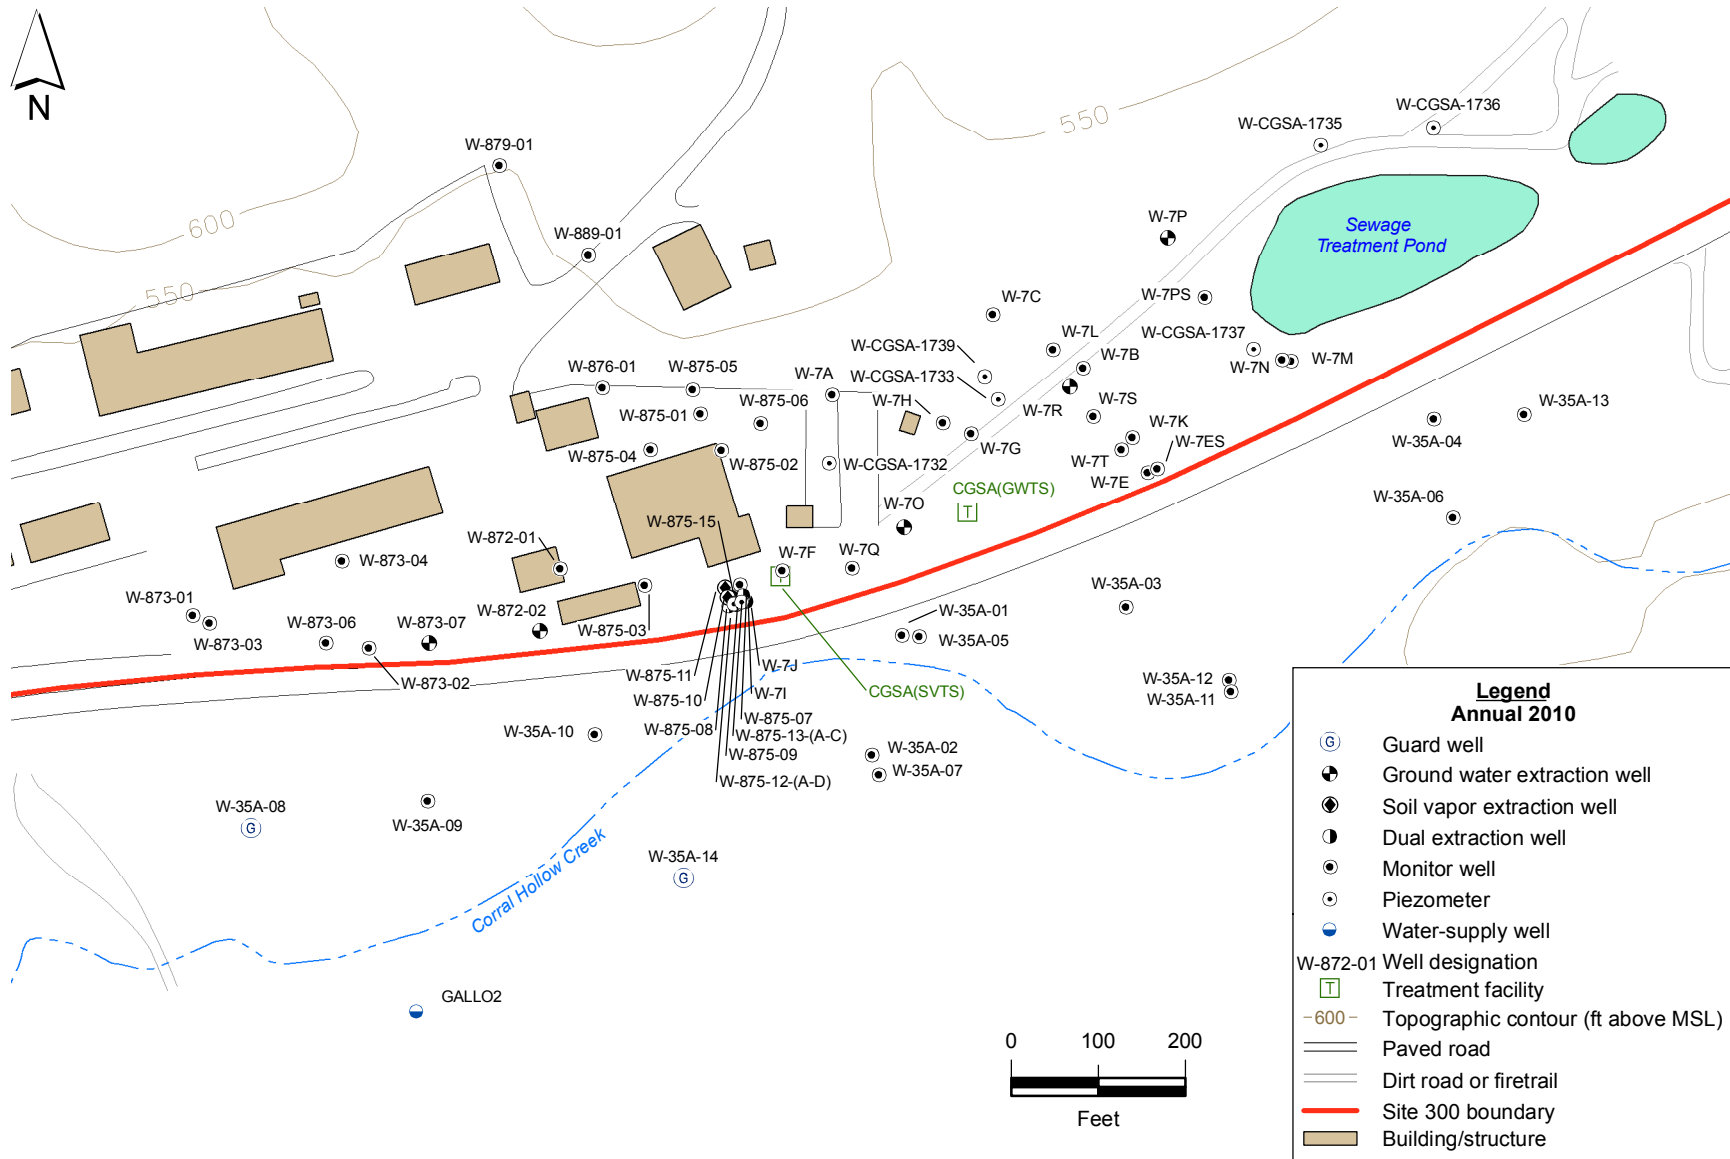 N
W-CGSA-1736
W-CGSA-1735
550
W-879-01
600
W-889-01
W-7P
Sewage
Treatment Pond
550
W-7PS
W-7C
W-CGSA-1737
W-7L
W-CGSA-1739
W-7B
W-7N
W-7M
W-876-01
W-875-05
W-7A
W-CGSA-1733
W-7H
W-7R
W-7S
W-35A-13
W-875-01
W-875-06
W-7K
W-35A-04
W-7ES
W-875-04
W-875-02
W-CGSA-1732
W-7G
W-7T
W-7E
CGSA(GWTS)
T
W-35A-06
W-7O
W-875-15
W-872-01
W-7F
W-7Q
T
W-873-04
W-35A-03
W-873-01
W-872-02
W-35A-01
W-873-03
W-873-06
W-873-07
W-875-03
W-35A-05
W-7J
W-875-11
W-873-02
W-35A-12
W-875-10
W-7I
CGSA(SVTS)
W-35A-11
W-875-07
W-35A-10
W-875-08
W-875-13-(A-C)
W-875-09
W-35A-02
W-35A-07
W-875-12-(A-D)
W-35A-08
G
W-35A-09
W-35A-14
G
Corral Hollow Creek
GALLO2
0 100 200
Feet
Legend
Annual 2010
G Guard well
Ground water extraction well
Soil vapor extraction well
Dual extraction well
Monitor well
Piezometer
Water-supply well
W-872-01 Well designation
T Treatment facility
600 Topographic contour (ft above MSL)
Paved road
Dirt road or firetrail
Site 300 boundary
Building/structure